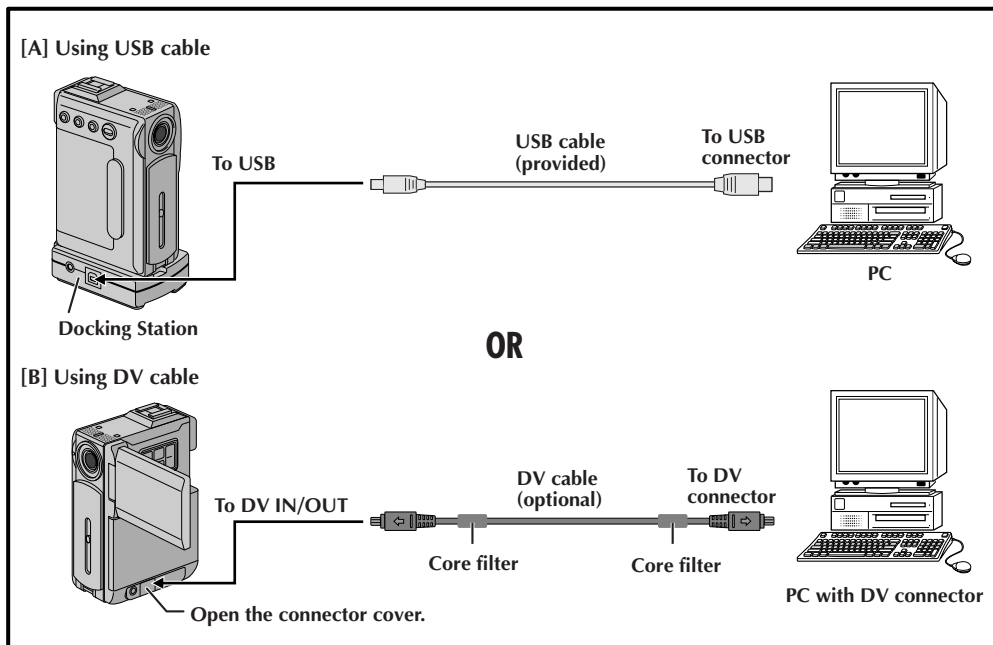 [A] Using USB cable
To USB
USB cable
(provided)
To USB
connector
PC
Docking Station
OR
[B] Using DV cable
To DV IN/OUT
DV cable
(optional)
To DV
connector
Core filter
Core filter
PC with DV connector
Open the connector cover.